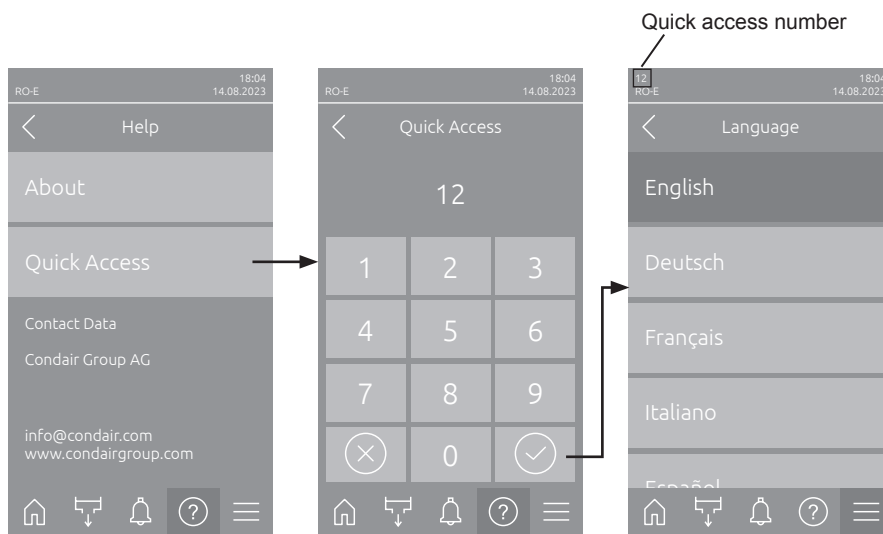 Quick access number
18:04
RO-E 14.08.2023
Help
About
Quick Access
Contact Data
Condair Group AG
info@condair.com
www.condairgroup.com
?
18:04
RO-E 14.08.2023
Quick Access
12
1 2 3
4 5 6
7 8 9
0
?
12 18:04
RO-E 14.08.2023
Language
English
Deutsch
Français
Italiano
Español
?